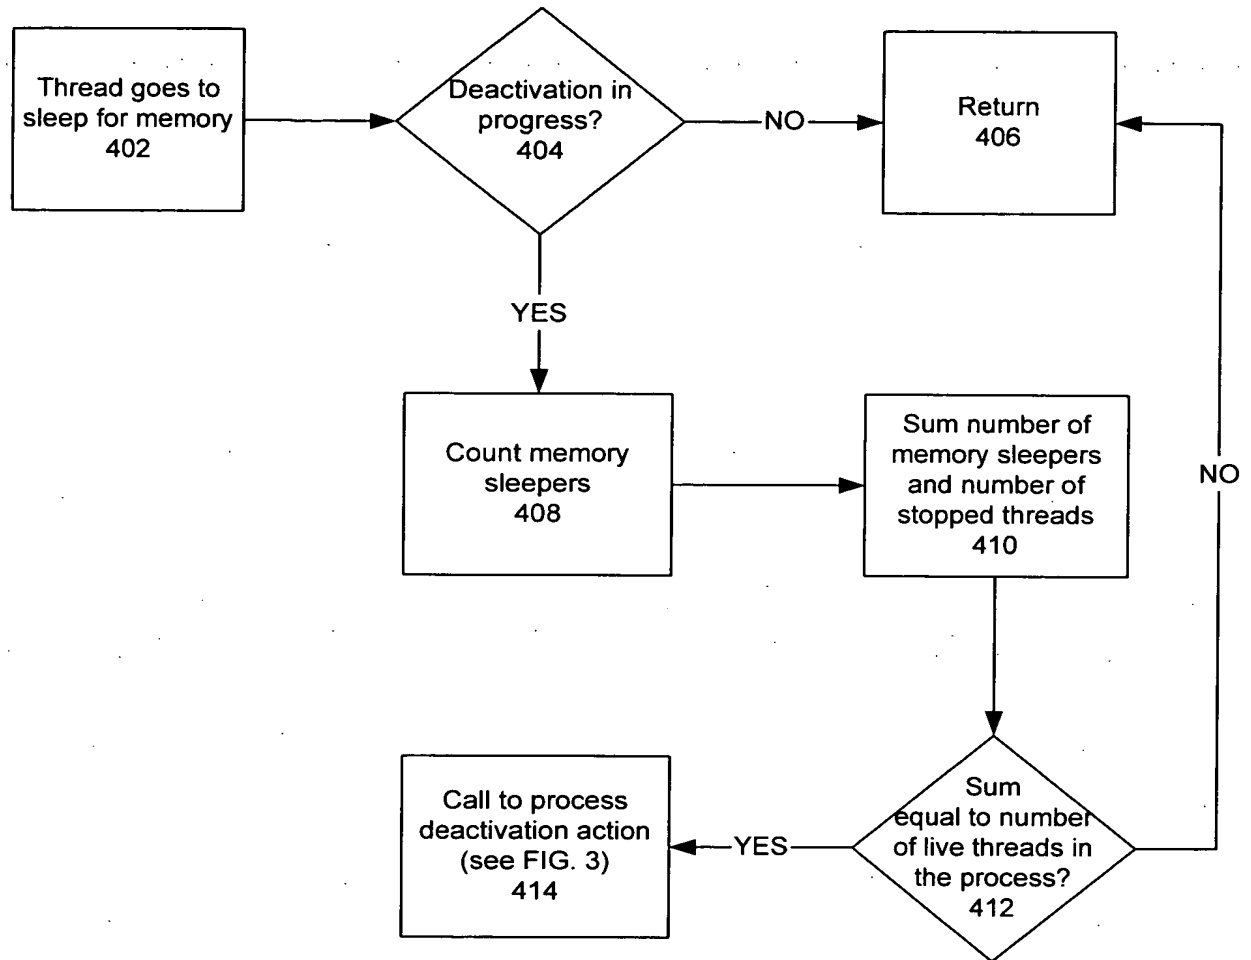 Thread goes to
sleep for memory
402
Deactivation in
progress?
404
NO
Return
406
YES
Count memory
sleepers
408
Sum number of
memory sleepers
and number of
stopped threads
410
NO
Call to process
deactivation action
(see FIG. 3)
414
YES
Sum
equal to number
of live threads in
the process?
412